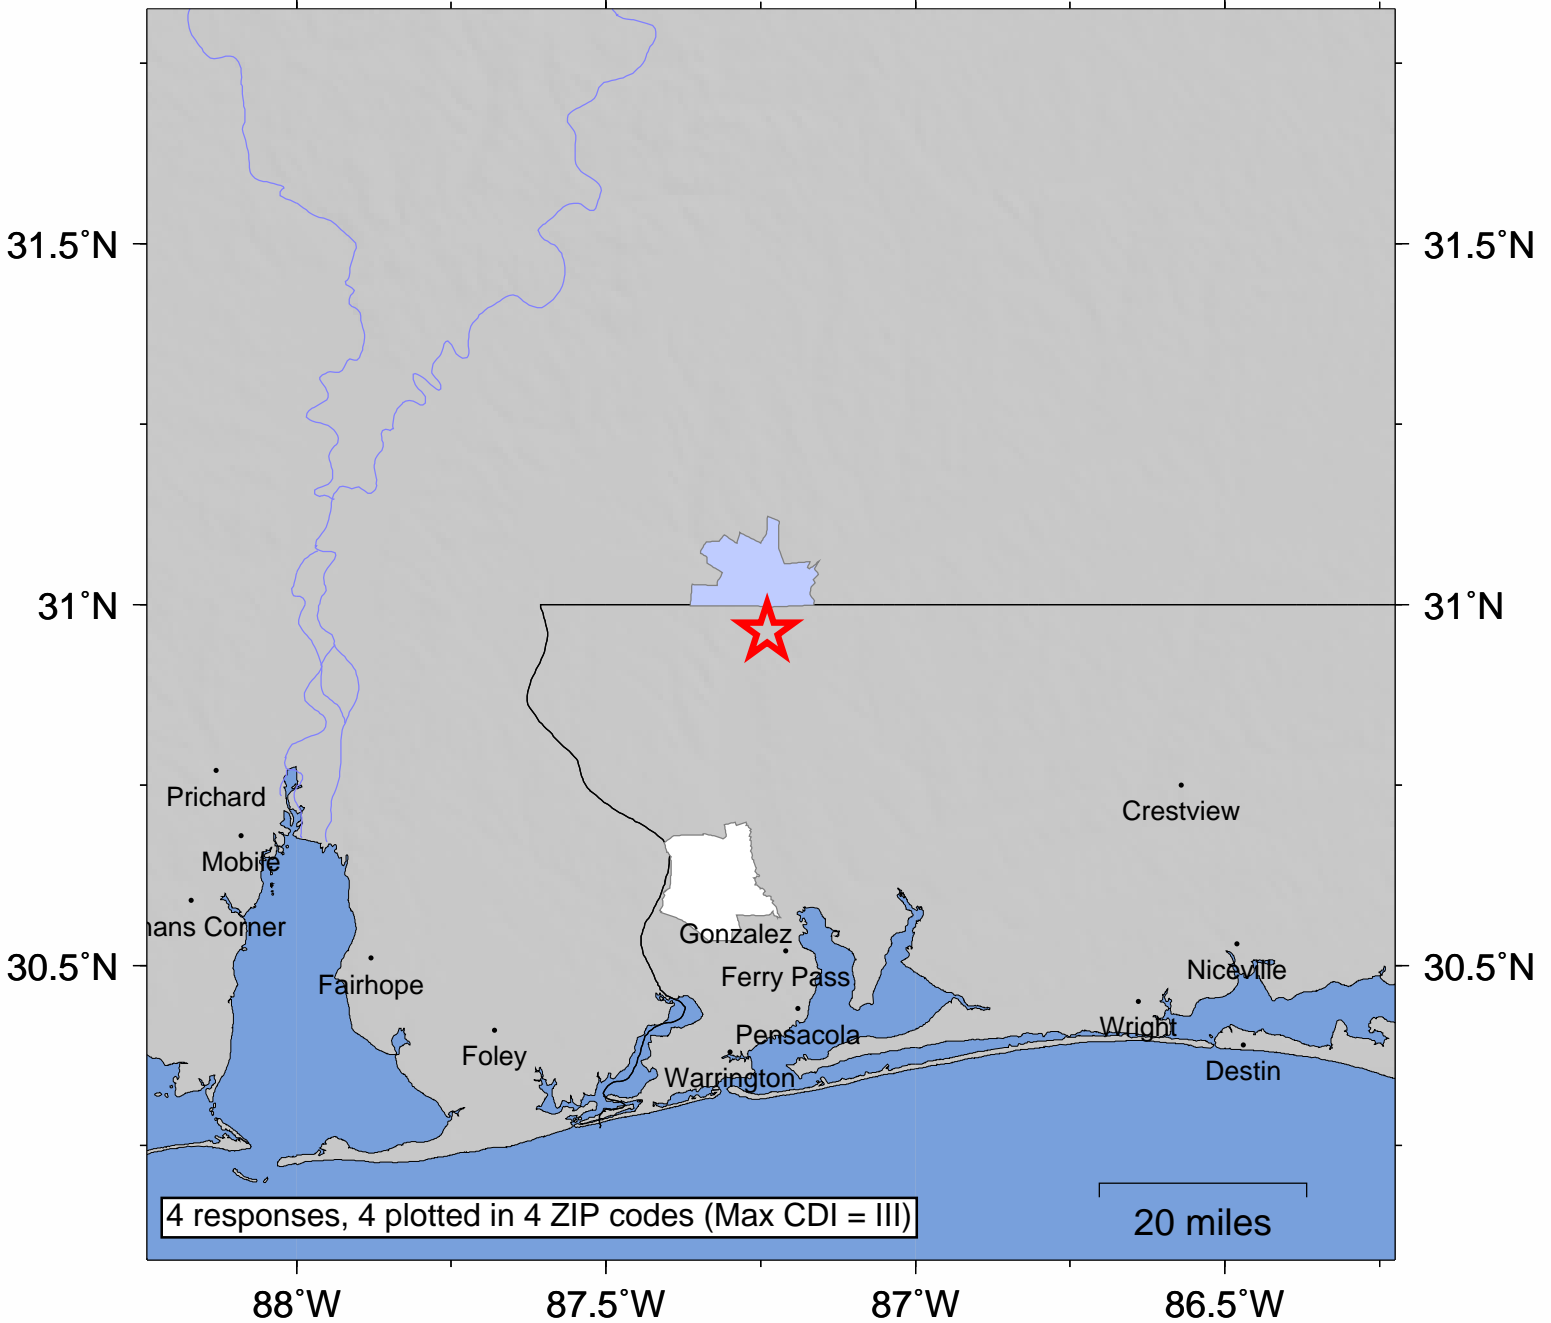 31.5°N
31.5°N
31°N
31°N
Prichard
Crestview
Mobile
mans Corner
Gonzalez
30.5°N
30.5°N
Fairhope
Ferry Pass
Niceville
Foley
Pensacola
Wright
Warrington
Destin
4 responses, 4 plotted in 4 ZIP codes (Max CDI = III)
20 miles
88°W
87.5°W
87°W
86.5°W